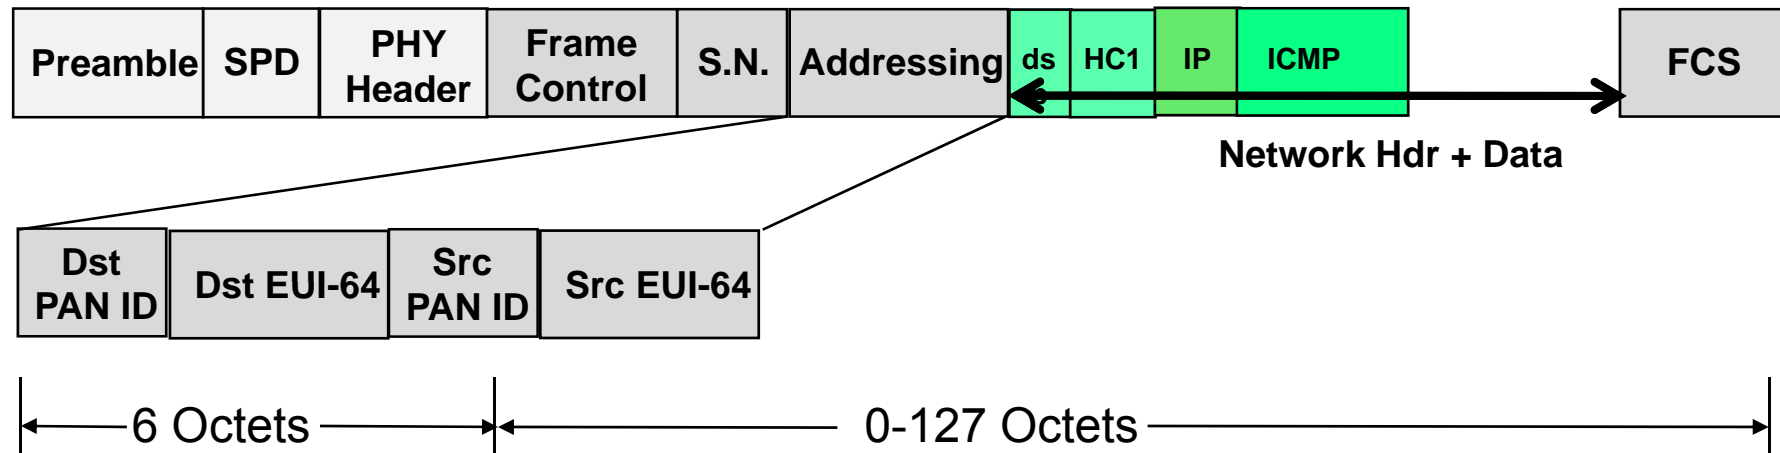 Preamble
SPD
PHY
Header
Frame
Control
S.N.
Addressing
ds
HC1
IP
ICMP
FCS
Network Hdr + Data
Dst
PAN ID
Dst EUI-64
Src
PAN ID
Src EUI-64
6 Octets
0-127 Octets